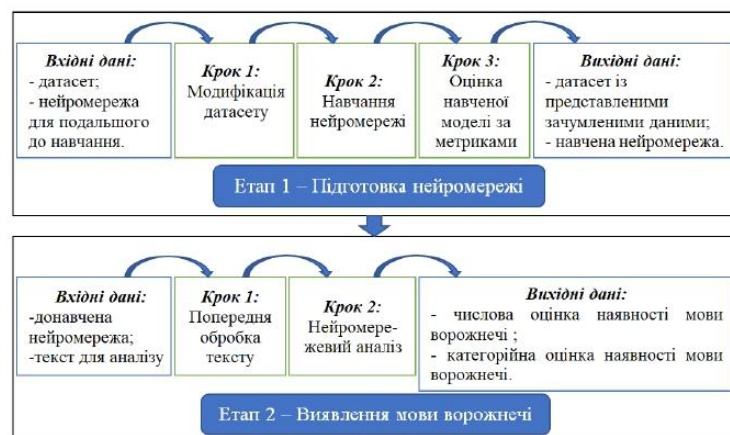 Вхідні дані:
- датасет;
- нейромережа
для подальшого
до навчання.
Крок 1:
Модифікація
датасету
Крок 2:
Навчання
нейромережі
Крок 3:
Оцінка
навченої
моделі за
метриками
Вихідні дані:
- датасет із
представленими
зачумленими даними;
- навчена нейромережа.
Етап 1 – Підготовка нейромережі
Вхідні дані:
-донавчена
нейромережа;
-текст для аналізу
Крок 1:
Попередня
обробка
тексту
Крок 2:
Нейромере-
жевий аналіз
Вихідні дані:
- числова оцінка наявності мови
ворожнечі ;
- категорійна оцінка наявності мови
ворожнечі.
Етап 2 – Виявлення мови ворожнечі